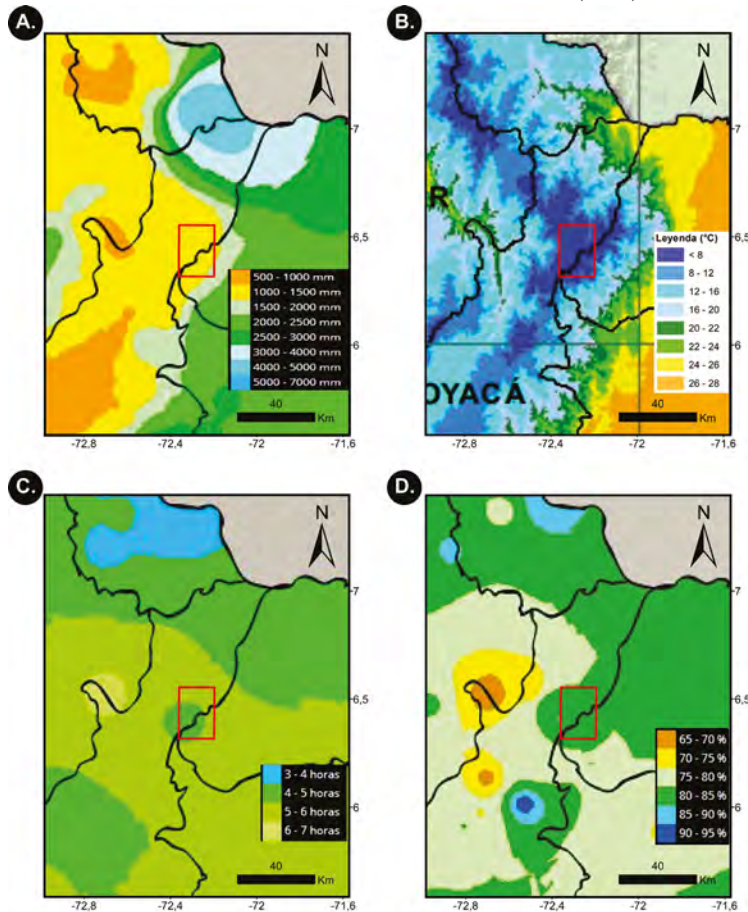 A.
N
7
6,5
6
500 - 1000 mm
1000 - 1500 mm
1500 - 2000 mm
2000 - 2500 mm
2500 - 3000 mm
3000 - 4000 mm
4000 - 5000 mm
5000 - 7000 mm
40
Km
-72,8
-72,4
-72
-71,6
B.
N
R
OYACÁ
7
6,5
6
Leyenda (°C)
< 8
8 - 12
12 - 16
16 - 20
20 - 22
22 - 24
24 - 26
26 - 28
40
Km
-72,8
-72,4
-72
-71,6
C.
N
7
6,5
6
3 - 4 horas
4 - 5 horas
5 - 6 horas
6 - 7 horas
40
Km
-72,8
-72,4
-72
-71,6
D.
N
7
6,5
6
65 - 70 %
70 - 75 %
75 - 80 %
80 - 85 %
85 - 90 %
90 - 95 %
40
Km
-72,8
-72,4
-72
-71,6